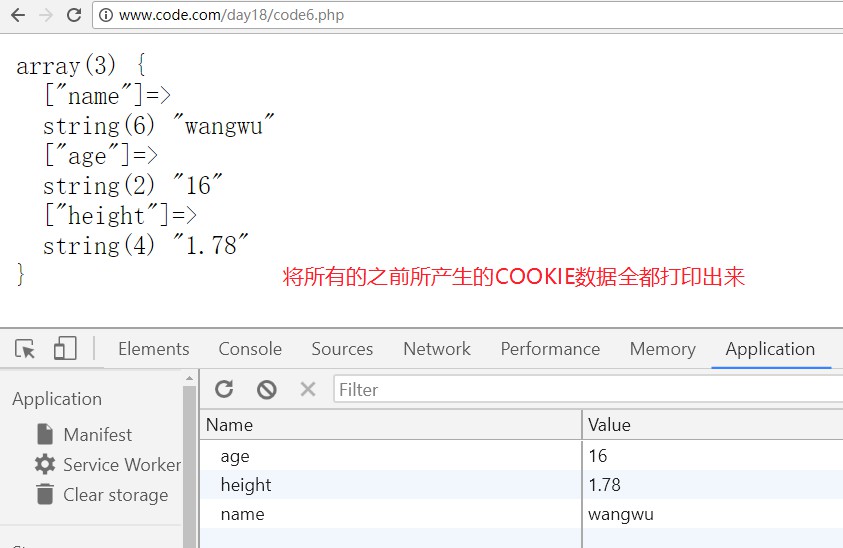 www.code.com/day18/code6.php
array(3) {
["name"]=>
string(6) "wangwu"
["age"]=>
string(2) "16"
["height"]=>
string(4) "1.78"
}
将所有的之前所产生的COOKIE数据全都打印出来
Elements Console Sources Network Performance Memory Application
Application
Manifest
Service Worker
Clear storage
Filter
Name Value
age 16
height 1.78
name wangwu